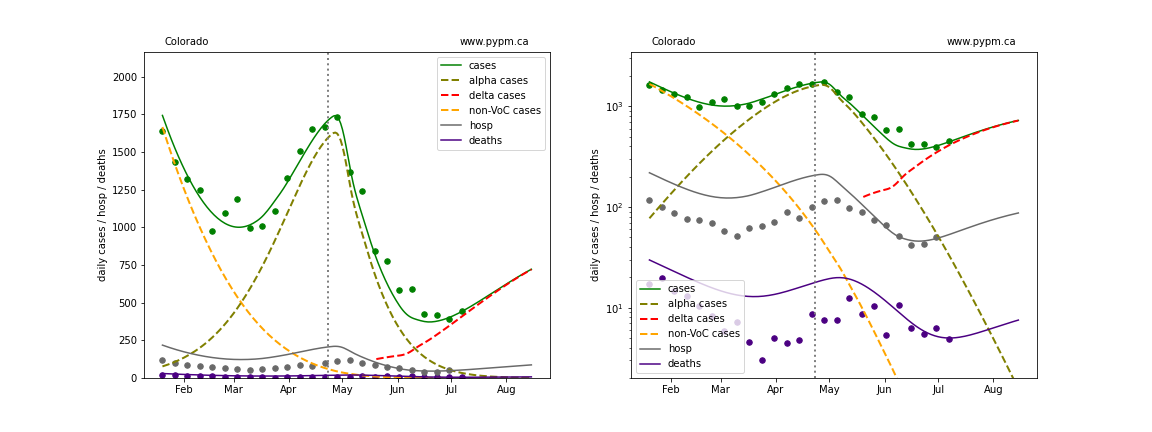 Colorado
www.pypm.ca
2000
1750
1500
1250
1000
750
500
250
0
daily cases / hosp / deaths
cases
alpha cases
delta cases
non-VoC cases
hosp
deaths
Feb
Mar
Apr
May
Jun
Jul
Aug
Colorado
www.pypm.ca
10³
10²
10¹
daily cases / hosp / deaths
cases
alpha cases
delta cases
non-VoC cases
hosp
deaths
Feb
Mar
Apr
May
Jun
Jul
Aug